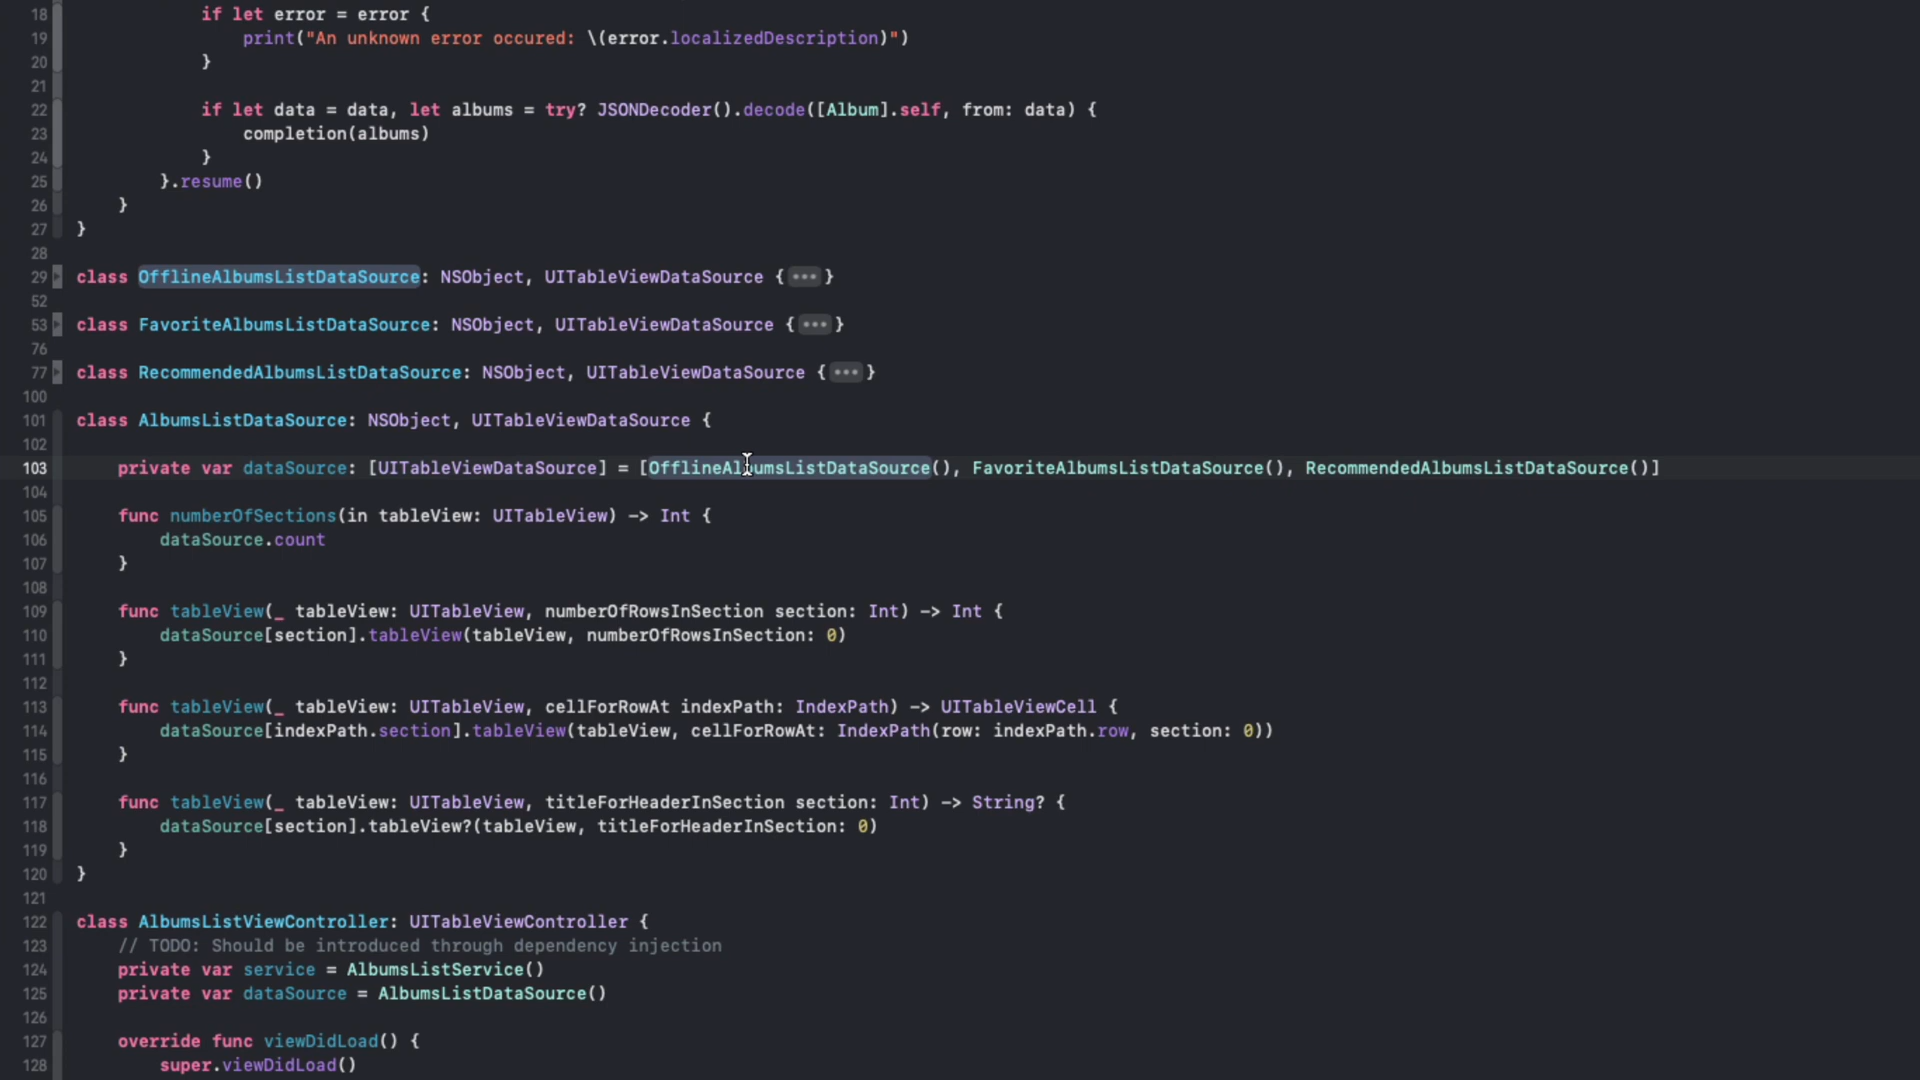 18 if let error = error {
19 print("An unknown error occured: \(error.localizedDescription)")
20 }
21
22 if let data = data, let albums = try? JSONDecoder().decode([Album].self, from: data) {
23 completion(albums)
24 }
25 }.resume()
26 }
27 }
28
29 class OfflineAlbumsListDataSource: NSObject, UITableViewDataSource {•••}
52
53 class FavoriteAlbumsListDataSource: NSObject, UITableViewDataSource {•••}
76
77 class RecommendedAlbumsListDataSource: NSObject, UITableViewDataSource {•••}
100
101 class AlbumsListDataSource: NSObject, UITableViewDataSource {
102
103 private var dataSource: [UITableViewDataSource] = [OfflineAlbumsListDataSource(), FavoriteAlbumsListDataSource(), RecommendedAlbumsListDataSource()]
104
105 func numberOfSections(in tableView: UITableView) -> Int {
106 dataSource.count
107 }
108
109 func tableView(_ tableView: UITableView, numberOfRowsInSection section: Int) -> Int {
110 dataSource[section].tableView(tableView, numberOfRowsInSection: 0)
111 }
112
113 func tableView(_ tableView: UITableView, cellForRowAt indexPath: IndexPath) -> UITableViewCell {
114 dataSource[indexPath.section].tableView(tableView, cellForRowAt: IndexPath(row: indexPath.row, section: 0))
115 }
116
117 func tableView(_ tableView: UITableView, titleForHeaderInSection section: Int) -> String? {
118 dataSource[section].tableView?(tableView, titleForHeaderInSection: 0)
119 }
120 }
121
122 class AlbumsListViewController: UITableViewController {
123 // TODO: Should be introduced through dependency injection
124 private var service = AlbumsListService()
125 private var dataSource = AlbumsListDataSource()
126
127 override func viewDidLoad() {
128 super.viewDidLoad()